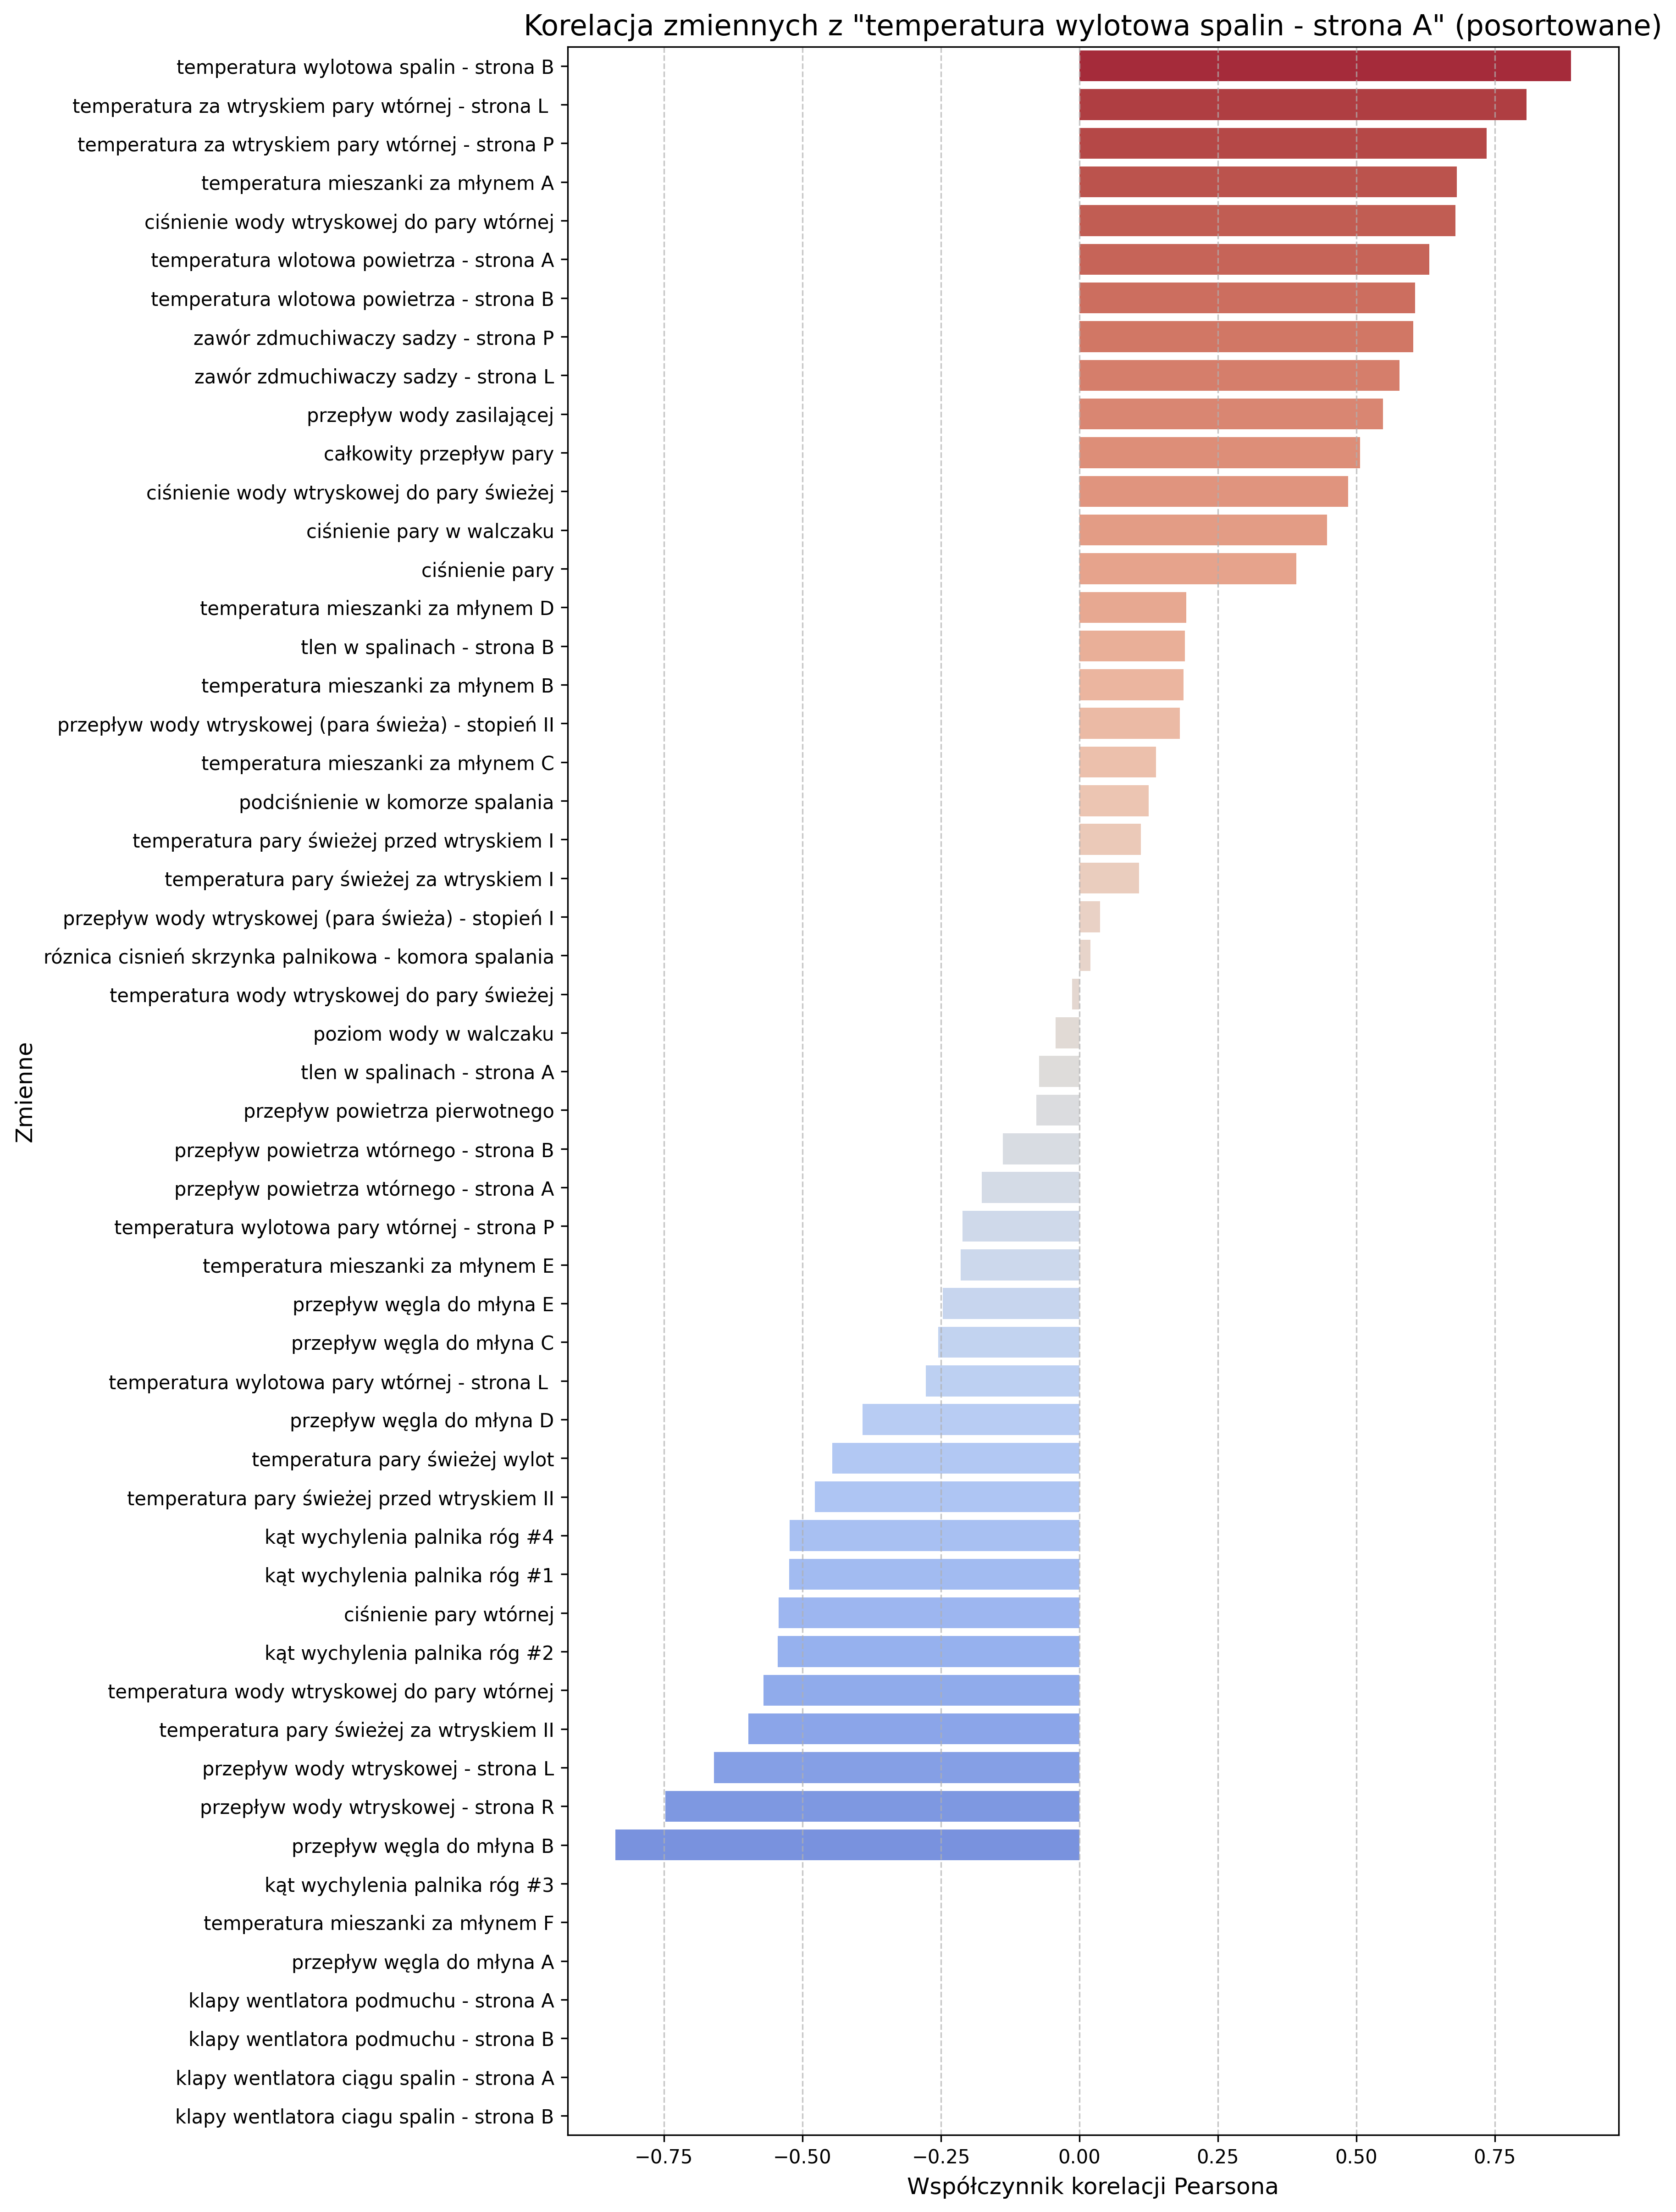 Korelacja zmiennych z "temperatura wylotowa spalin - strona A" (posortowane)
temperatura wylotowa spalin - strona B
temperatura za wtryskiem pary wtórnej - strona L
temperatura za wtryskiem pary wtórnej - strona P
temperatura mieszanki za młynem A
ciśnienie wody wtryskowej do pary wtórnej
temperatura wlotowa powietrza - strona A
temperatura wlotowa powietrza - strona B
zawór zdmuchiwaczy sadzy - strona P
zawór zdmuchiwaczy sadzy - strona L
przepływ wody zasilającej
całkowity przepływ pary
ciśnienie wody wtryskowej do pary świeżej
ciśnienie pary w walczaku
ciśnienie pary
temperatura mieszanki za młynem D
tlen w spalinach - strona B
temperatura mieszanki za młynem B
przepływ wody wtryskowej (para świeża) - stopień II
temperatura mieszanki za młynem C
podciśnienie w komorze spalania
temperatura pary świeżej przed wtryskiem I
temperatura pary świeżej za wtryskiem I
przepływ wody wtryskowej (para świeża) - stopień I
róznica cisnień skrzynka palnikowa - komora spalania
temperatura wody wtryskowej do pary świeżej
poziom wody w walczaku
tlen w spalinach - strona A
przepływ powietrza pierwotnego
przepływ powietrza wtórnego - strona B
przepływ powietrza wtórnego - strona A
temperatura wylotowa pary wtórnej - strona P
temperatura mieszanki za młynem E
przepływ węgla do młyna E
przepływ węgla do młyna C
temperatura wylotowa pary wtórnej - strona L
przepływ węgla do młyna D
temperatura pary świeżej wylot
temperatura pary świeżej przed wtryskiem II
kąt wychylenia palnika róg #4
kąt wychylenia palnika róg #1
ciśnienie pary wtórnej
kąt wychylenia palnika róg #2
temperatura wody wtryskowej do pary wtórnej
temperatura pary świeżej za wtryskiem II
przepływ wody wtryskowej - strona L
przepływ wody wtryskowej - strona R
przepływ węgla do młyna B
kąt wychylenia palnika róg #3
temperatura mieszanki za młynem F
przepływ węgla do młyna A
klapy wentlatora podmuchu - strona A
klapy wentlatora podmuchu - strona B
klapy wentlatora ciągu spalin - strona A
klapy wentlatora ciagu spalin - strona B
Zmienne
−0.75 −0.50 −0.25 0.00 0.25 0.50 0.75
Współczynnik korelacji Pearsona